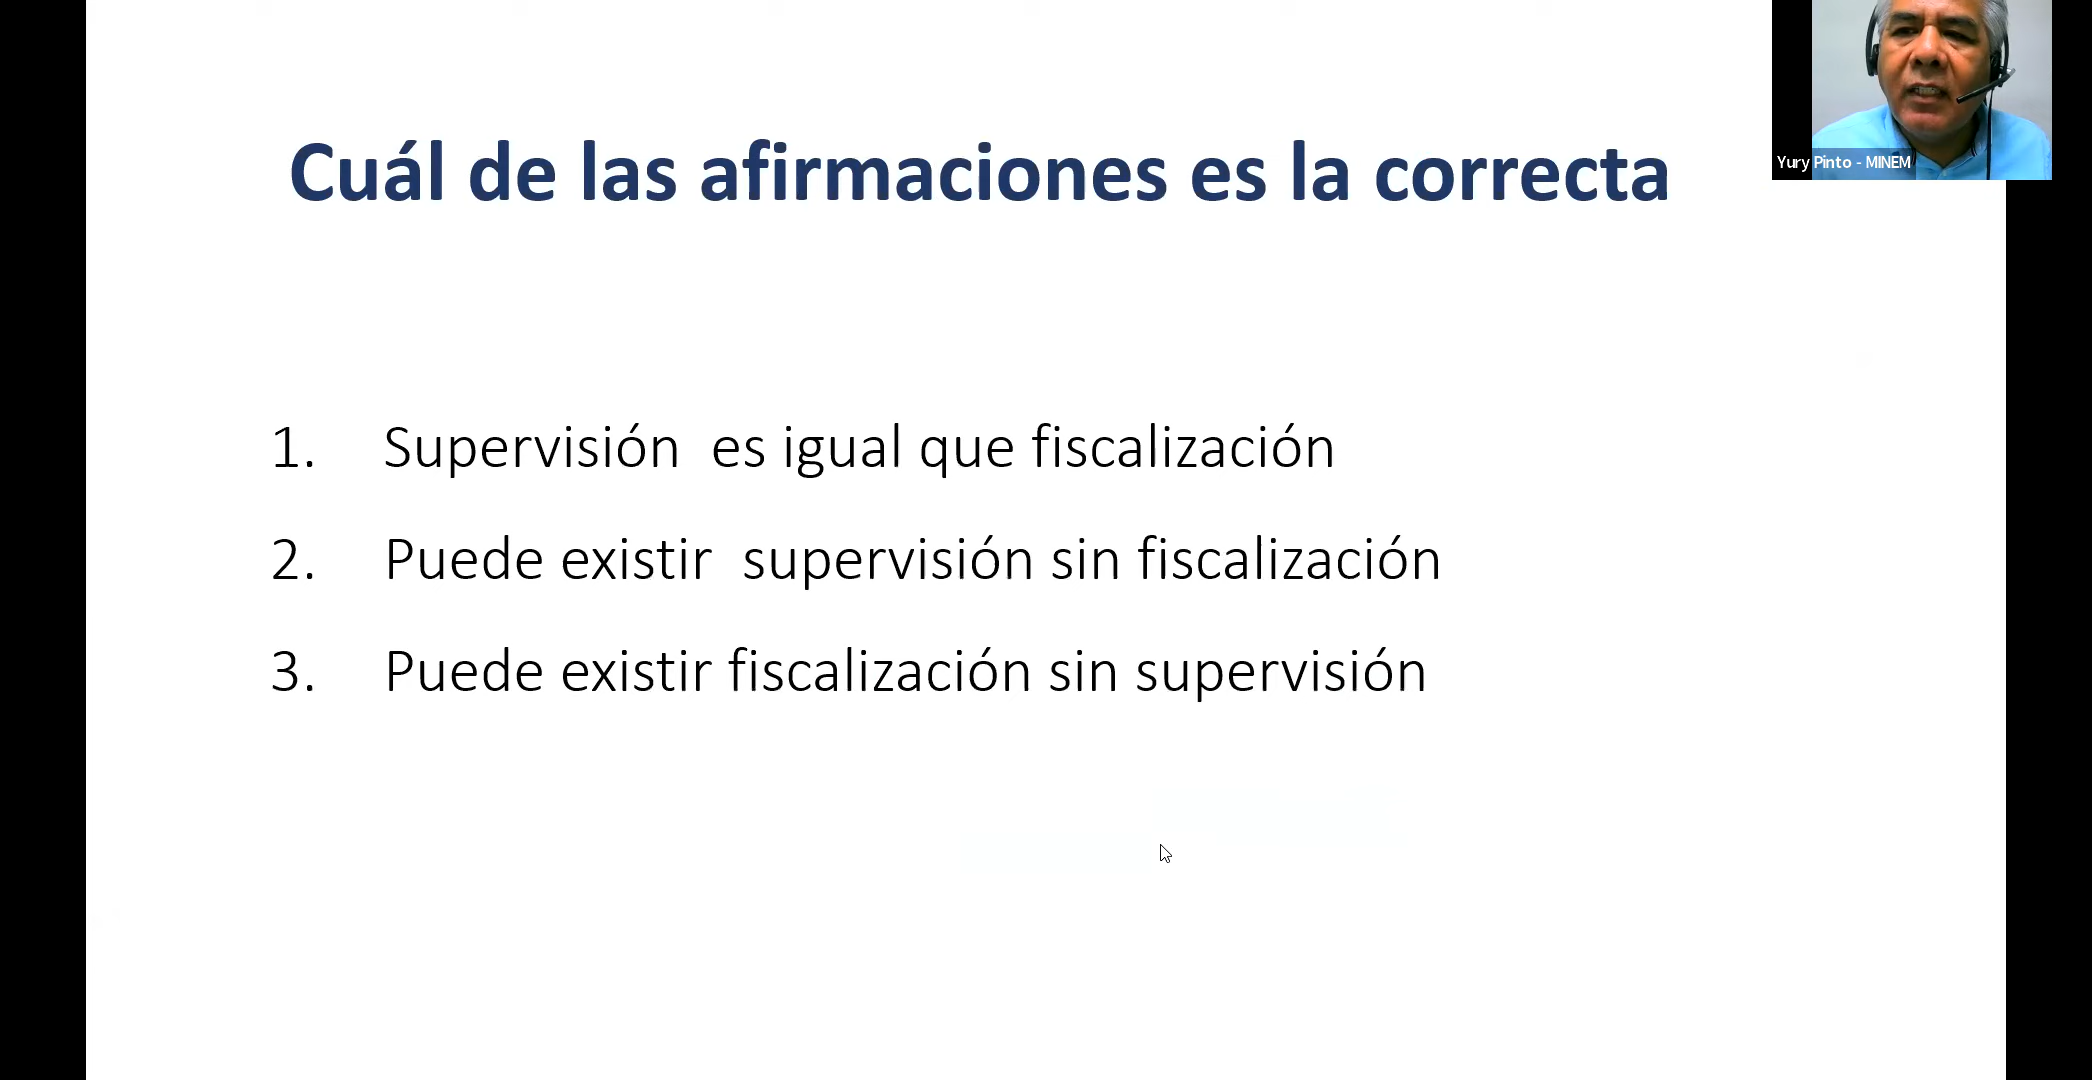 Yury Pinto - MINEM
Cuál de las afirmaciones es la correcta
1. Supervisión es igual que fiscalización
2. Puede existir supervisión sin fiscalización
3. Puede existir fiscalización sin supervisión